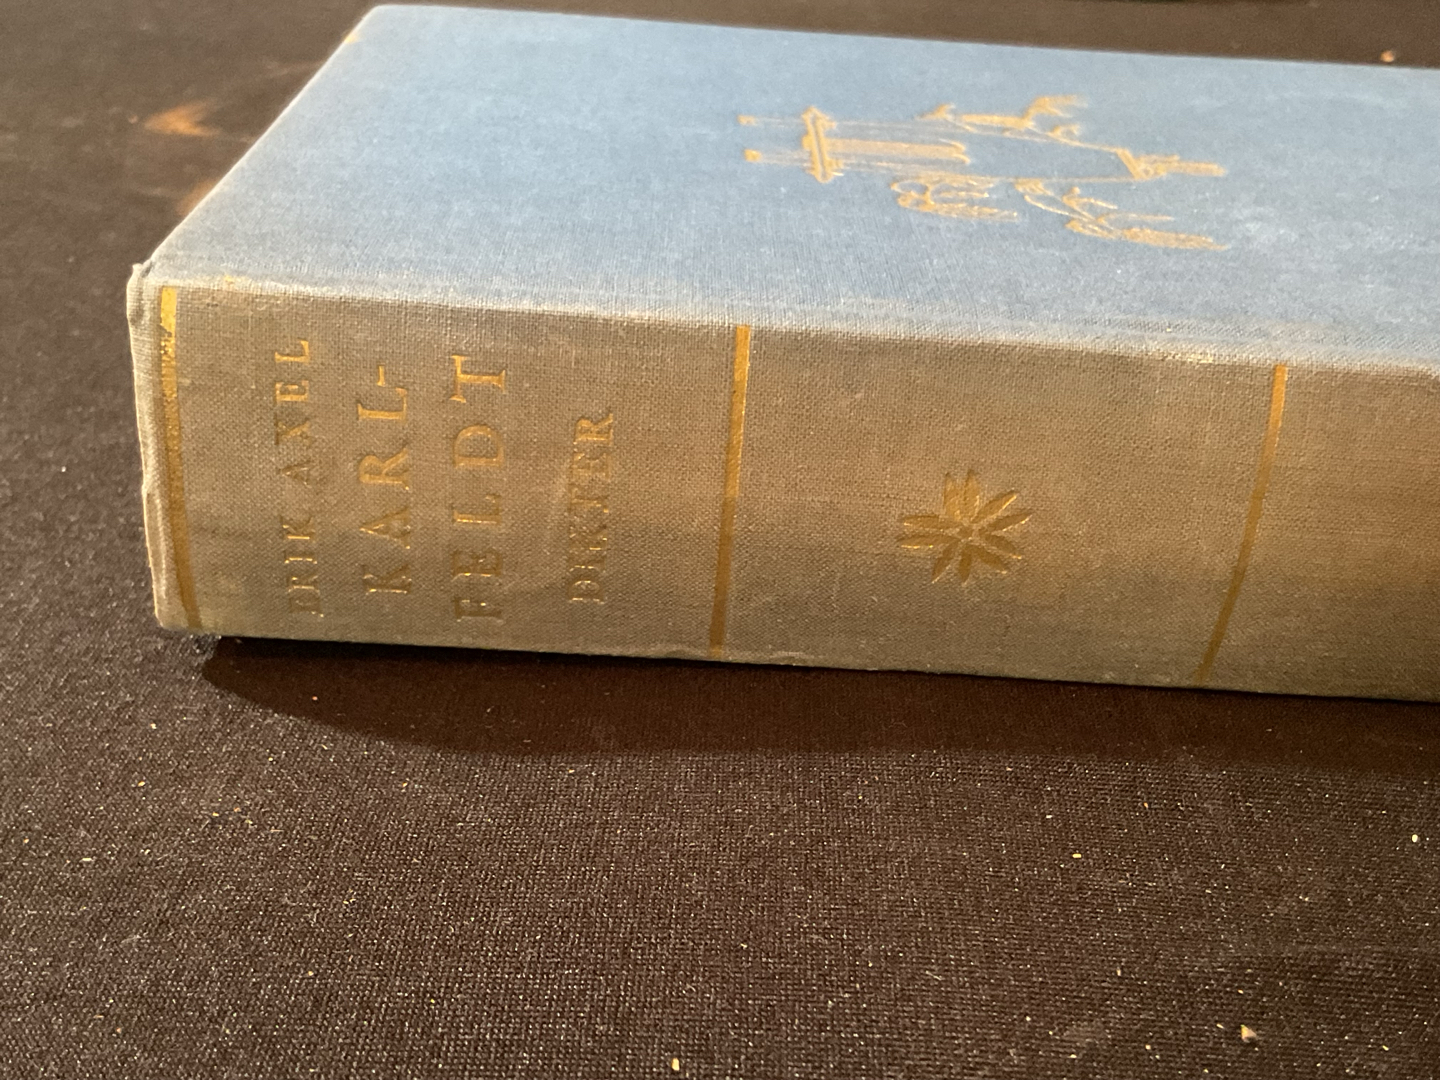 ERIK AXEL
KARL-
FELDT
DIKTER